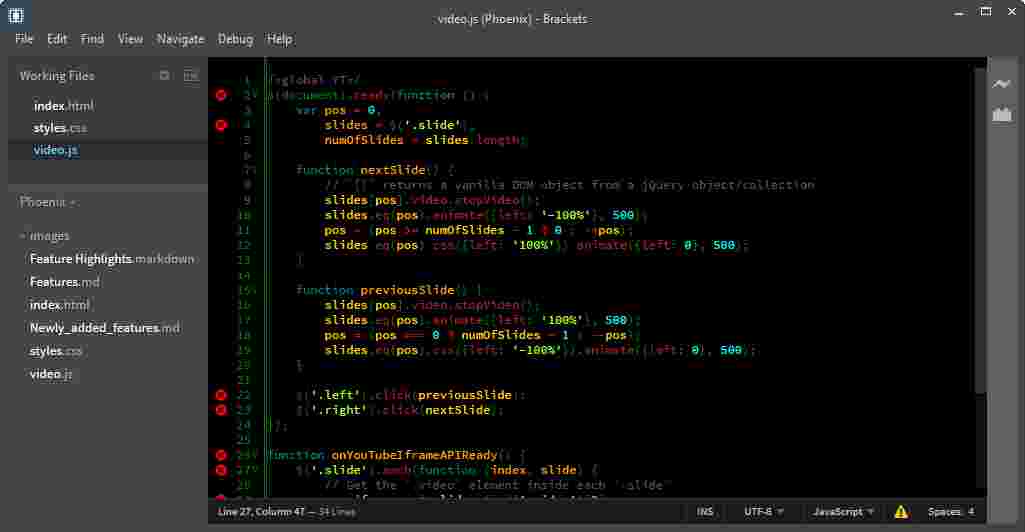 video.js (Phoenix) - Brackets
File Edit Find View Navigate Debug Help
Working Files
index.html
styles.css
video.js
Phoenix
images
Feature Highlights.markdown
Features.md
index.html
Newly_added_features.md
styles.css
video.js
1 /*global YT*/
2 $(document).ready(function () {
3 var pos = 0,
4 slides = $('.slide'),
5 numOfSlides = slides.length;
6
7 function nextSlide() {
8 // `[]` returns a vanilla DOM object from a jQuery object/collection
9 slides[pos].video.stopVideo();
10 slides.eq(pos).animate({left: '-100%'}, 500);
11 pos = (pos >= numOfSlides - 1 ? 0 : ++pos);
12 slides.eq(pos).css({left: '100%'}).animate({left: 0}, 500);
13 }
14
15 function previousSlide() {
16 slides[pos].video.stopVideo();
17 slides.eq(pos).animate({left: '100%'}, 500);
18 pos = (pos === 0 ? numOfSlides - 1 : --pos);
19 slides.eq(pos).css({left: '-100%'}).animate({left: 0}, 500);
20 }
21
22 $('.left').click(previousSlide);
23 $('.right').click(nextSlide);
24 });
25
26 function onYouTubeIframeAPIReady() {
27 $('.slide').each(function (index, slide) {
28 // Get the `.video` element inside each `.slide`
Line 27, Column 47 — 34 Lines
INS UTF-8 JavaScript Spaces: 4